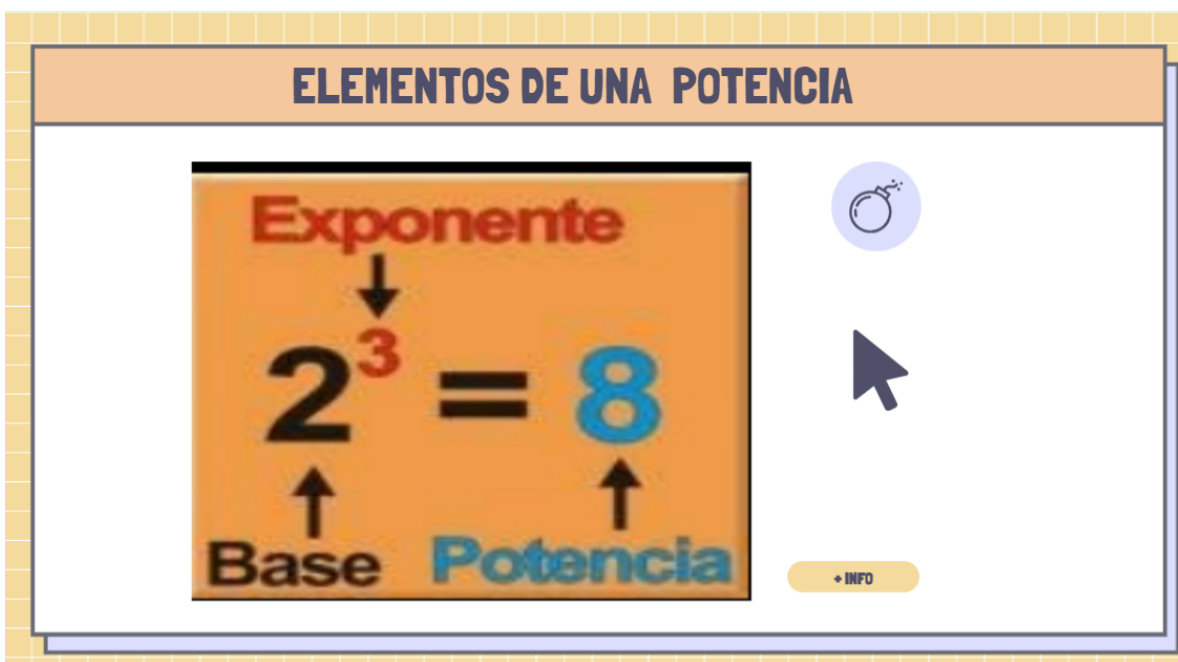 ELEMENTOS DE UNA POTENCIA
Exponente
2³ = 8
Base Potencia
+ INFO